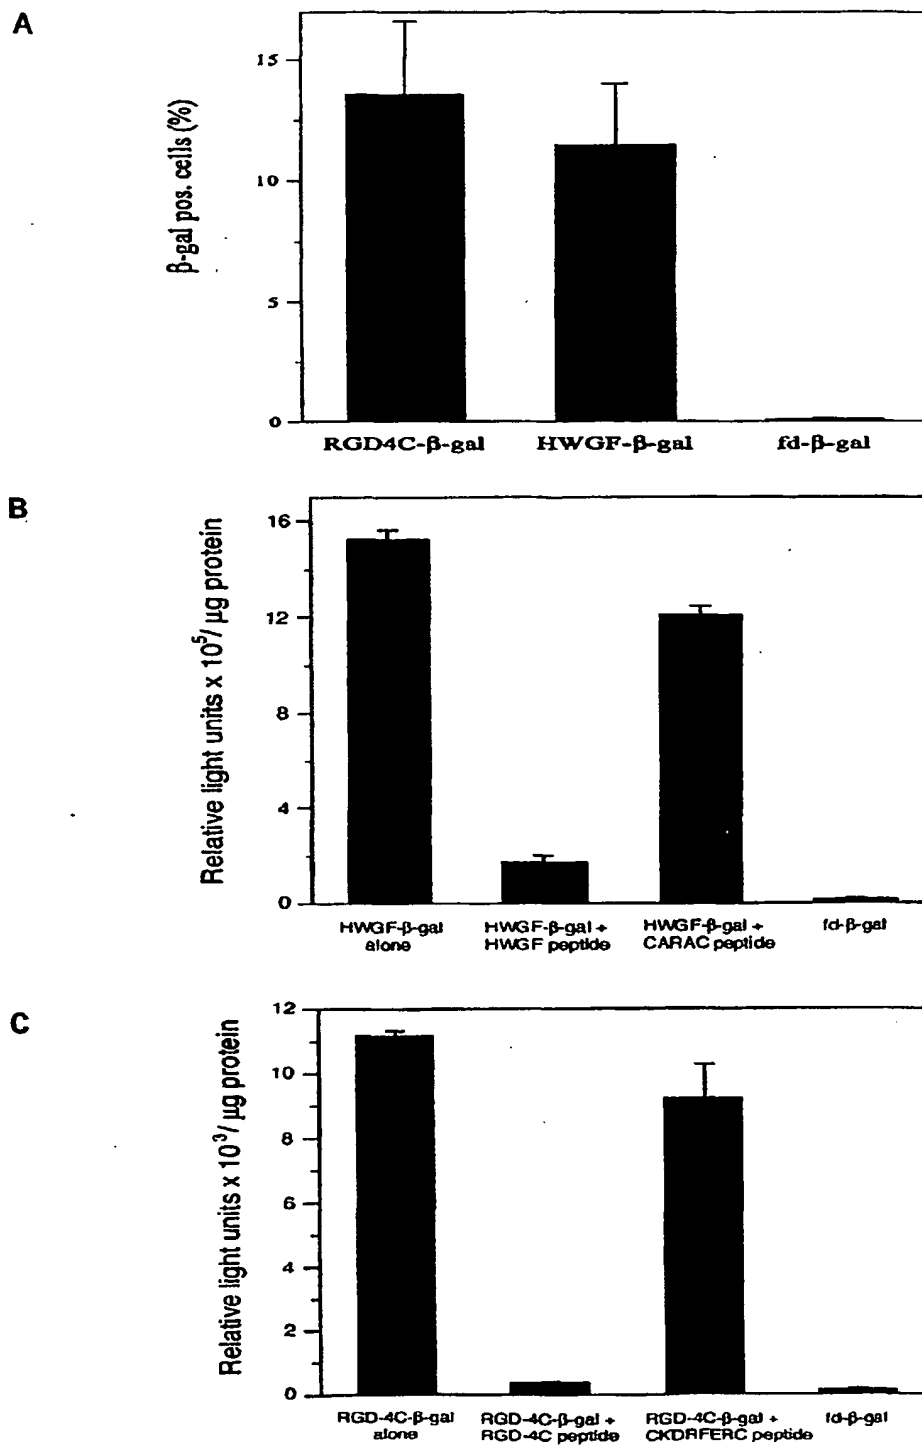 A
β-gal pos. cells (%)
15
10
5
0
RGD4C-β-gal HWGF-β-gal fd-β-gal
B
Relative light units x 10⁵/ µg protein
16
12
8
4
0
HWGF-β-gal alone
HWGF-β-gal + HWGF peptide
HWGF-β-gal + CARAC peptide
fd-β-gal
C
Relative light units x 10³/ µg protein
12
10
8
6
4
2
0
RGD-4C-β-gal alone
RGD-4C-β-gal + RGD-4C peptide
RGD-4C-β-gal + CKDRFERC peptide
fd-β-gal